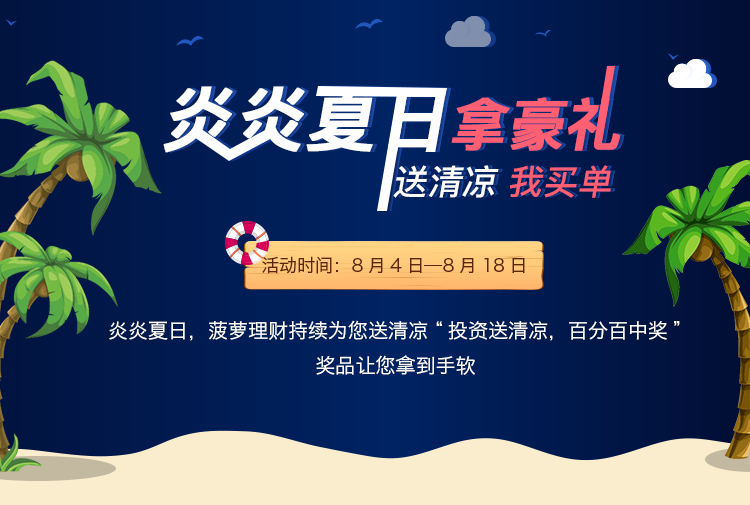 炎炎夏日拿豪礼
送清凉 我买单
活动时间：8月4日—8月18日
炎炎夏日，菠萝理财持续为您送清凉“投资送清凉，百分百中奖”
奖品让您拿到手软